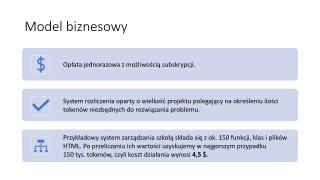 Model biznesowy
$
Opłata jednorazowa z możliwością subskrypcji.
System rozliczenia oparty o wielkość projektu polegający na określeniu ilości
tokenów niezbędnych do rozwiązania problemu.
Przykładowy system zarządzania szkołą składa się z ok. 150 funkcji, klas i plików
HTML. Po przeliczaniu ich wartości uzyskujemy w najgorszym przypadku
150 tys. tokenów, czyli koszt działania wynosi 4,5 $.